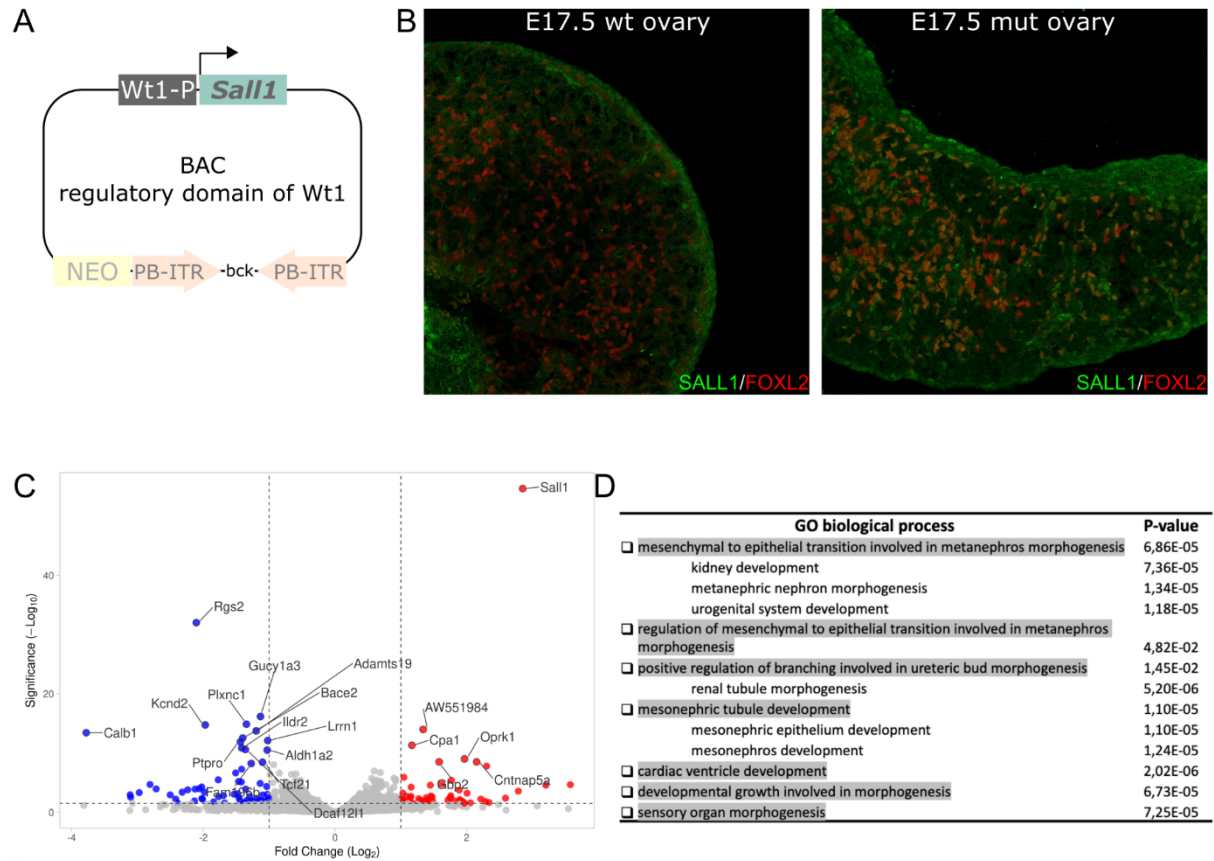 A
Wt1-P
Sall1
BAC
regulatory domain of Wt1
NEO
PB-ITR
-bck-
PB-ITR
B
E17.5 wt ovary
SALL1/FOXL2
E17.5 mut ovary
SALL1/FOXL2
C
Significance (−Log10)
40
20
0
-4
-2
0
2
Fold Change (Log2)
Sall1
Rgs2
Gucy1a3
Adamts19
Plxnc1
Bace2
Kcnd2
Ildr2
Lrrn1
Calb1
Ptpro
Aldh1a2
Tcf21
Fam196b
Dcaf12l1
AW551984
Cpa1
Oprk1
Gbp2
Cntnap5a
D
GO biological process P-value
mesenchymal to epithelial transition involved in metanephros morphogenesis 6,86E-05
kidney development 7,36E-05
metanephric nephron morphogenesis 1,34E-05
urogenital system development 1,18E-05
regulation of mesenchymal to epithelial transition involved in metanephros
morphogenesis 4,82E-02
positive regulation of branching involved in ureteric bud morphogenesis 1,45E-02
renal tubule morphogenesis 5,20E-06
mesonephric tubule development 1,10E-05
mesonephric epithelium development 1,10E-05
mesonephros development 1,24E-05
cardiac ventricle development 2,02E-06
developmental growth involved in morphogenesis 6,73E-05
sensory organ morphogenesis 7,25E-05